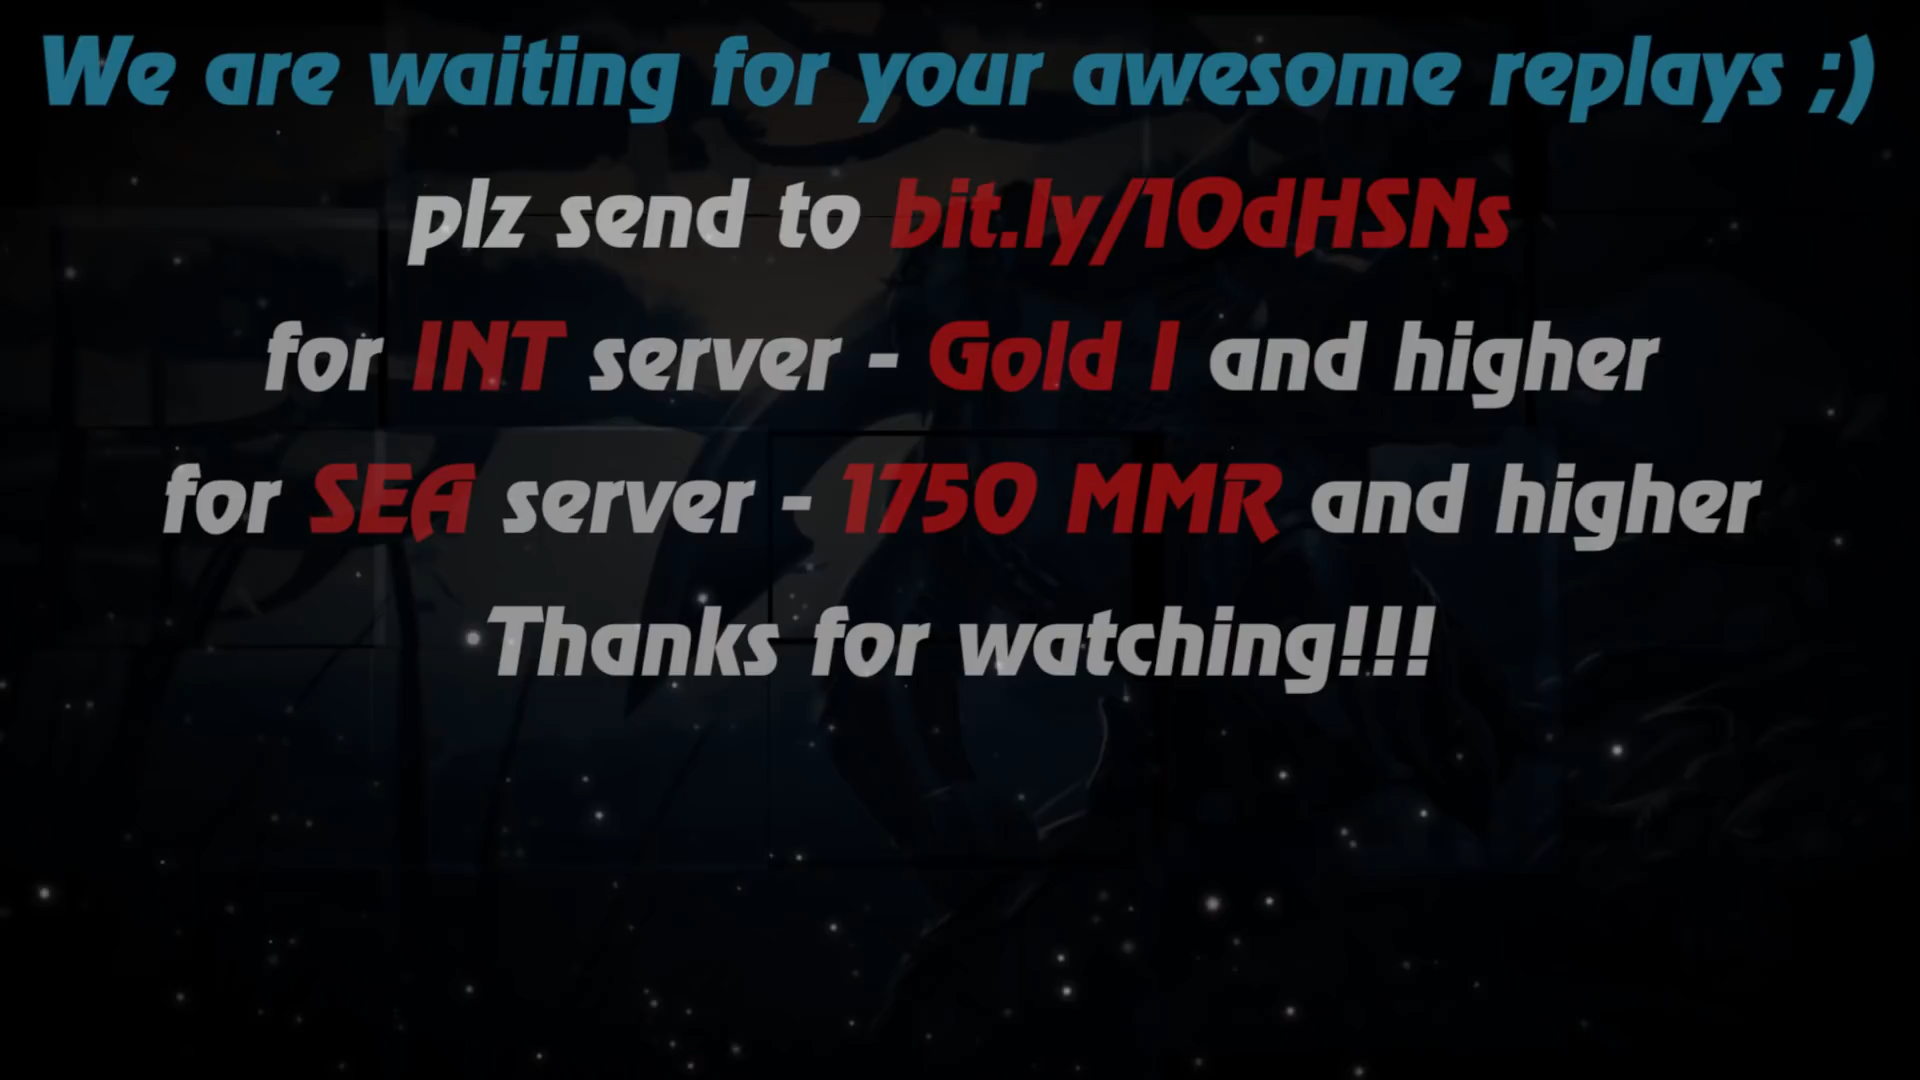 We are waiting for your awesome replays ;)
plz send to bit.ly/10dHSNs
for INT server - Gold I and higher
for SEA server - 1750 MMR and higher
Thanks for watching!!!